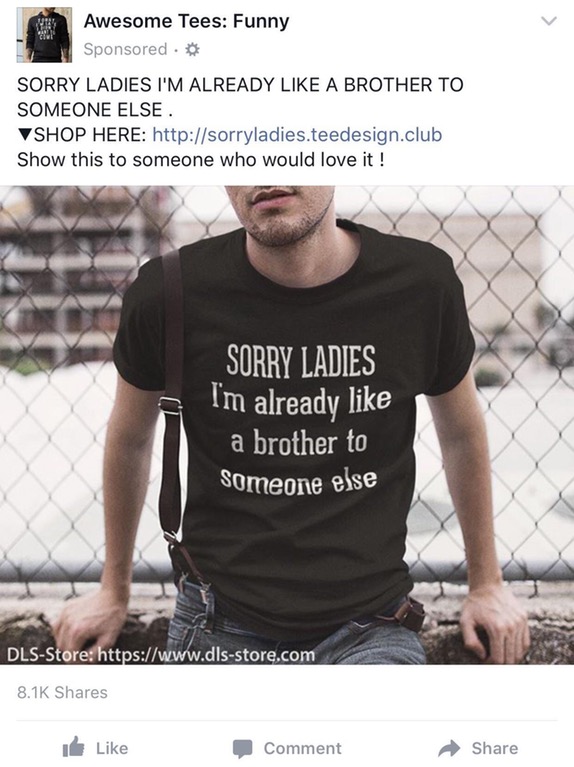 Awesome Tees: Funny
Sponsored ·
SORRY LADIES I'M ALREADY LIKE A BROTHER TO
SOMEONE ELSE .
▼SHOP HERE: http://sorryladies.teedesign.club
Show this to someone who would love it !
SORRY LADIES
I'm already like
a brother to
someone else
DLS-Store: https://www.dls-store.com
8.1K Shares
Like
Comment
Share